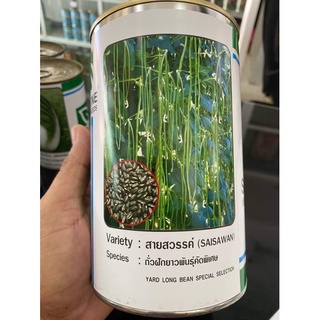 Variety : สายสวรรค์ (SAISAWAN)
Species : ถั่วฝักยาวพันธุ์คัดพิเศษ
YARD LONG BEAN SPECIAL SELECTION